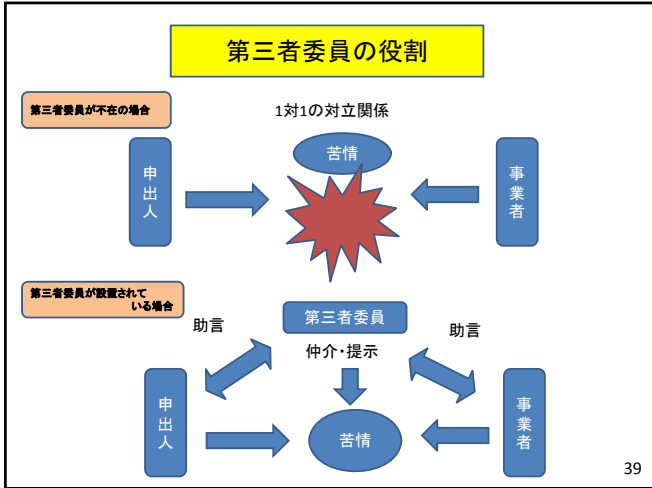 第三者委員の役割
第三者委員が不在の場合
1対1の対立関係
苦情
申出人
事業者
第三者委員が設置されて
いる場合
第三者委員
助言
助言
仲介・提示
申出人
苦情
事業者
39